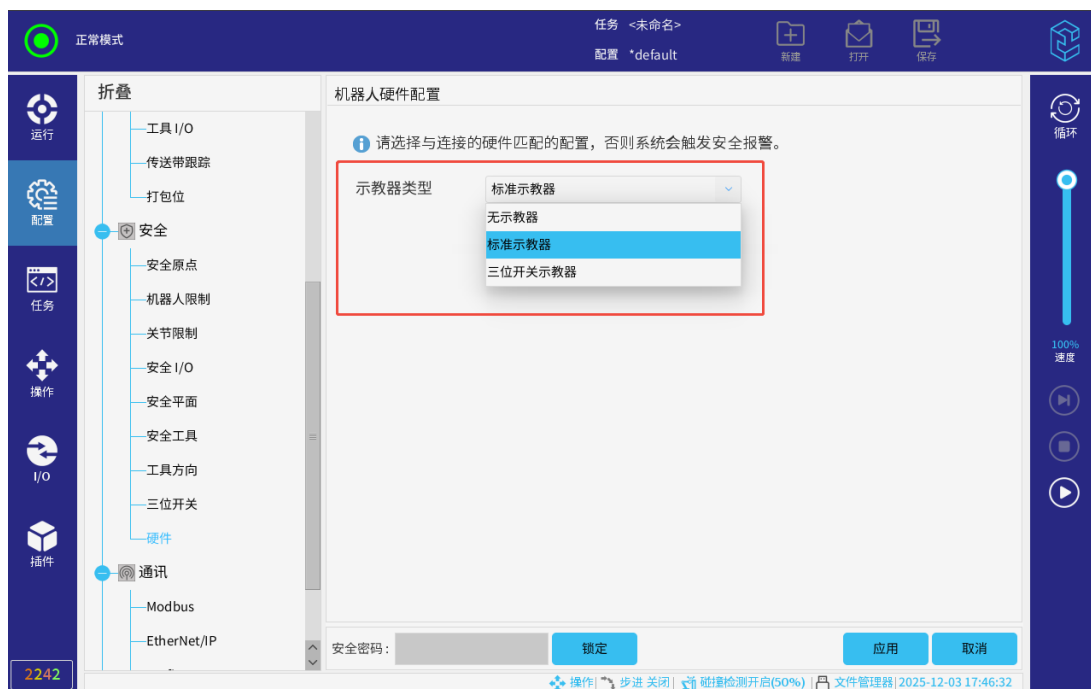 正常模式
任务 <未命名>
配置 *default
新建
打开
保存
运行
配置
任务
操作
I/O
插件
2242
折叠
工具 I/O
传送带跟踪
打包位
安全
安全原点
机器人限制
关节限制
安全 I/O
安全平面
安全工具
工具方向
三位开关
硬件
通讯
Modbus
EtherNet/IP
机器人硬件配置
请选择与连接的硬件匹配的配置，否则系统会触发安全报警。
示教器类型 标准示教器
无示教器
标准示教器
三位开关示教器
安全密码: 锁定 应用 取消
循环
100%
速度
操作| 步进 关闭| 碰撞检测开启(50%) | 文件管理器| 2025-12-03 17:46:32